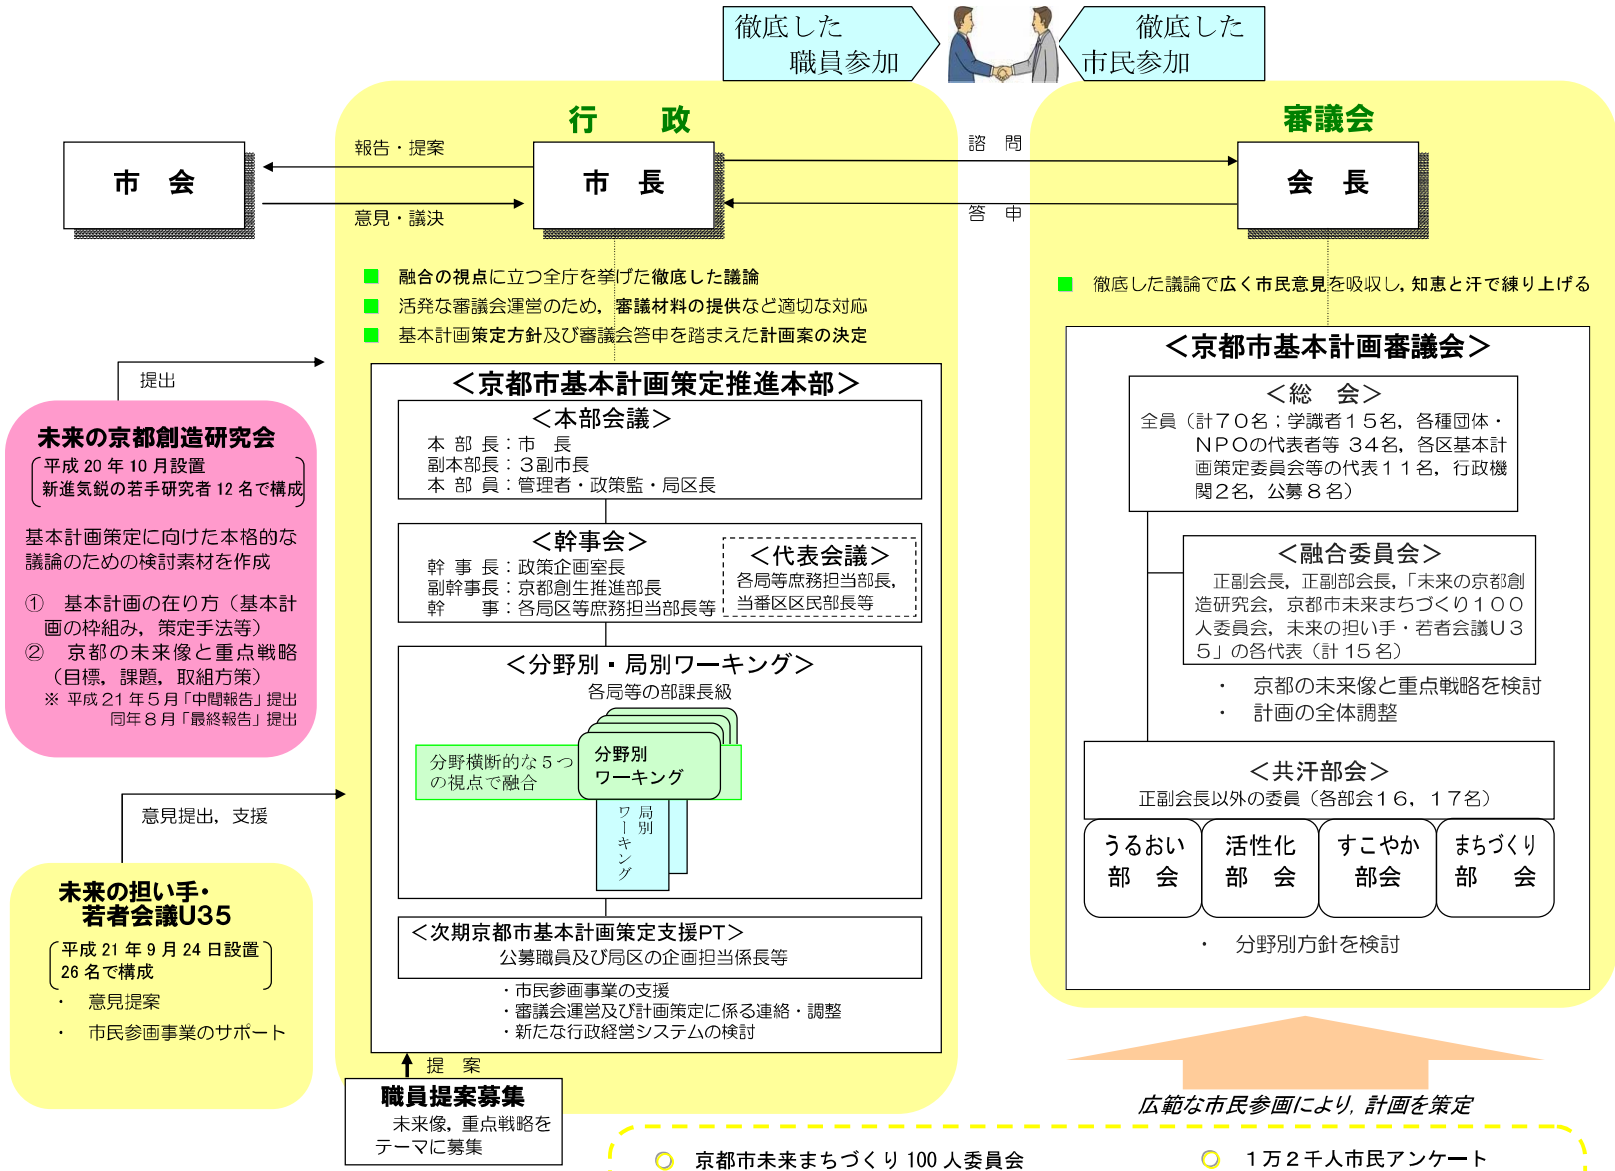 徹底した
職員参加
徹底した
市民参加
行　政
審議会
市　会
報告・提案
意見・議決
市　長
諮　問
答　申
会　長
■ 融合の視点に立つ全庁を挙げた徹底した議論
■ 活発な審議会運営のため，審議材料の提供など適切な対応
■ 基本計画策定方針及び審議会答申を踏まえた計画案の決定
■ 徹底した議論で広く市民意見を吸収し，知恵と汗で練り上げる
提出
未来の京都創造研究会
平成 20 年 10 月設置
新進気鋭の若手研究者 12 名で構成
基本計画策定に向けた本格的な
議論のための検討素材を作成
①　基本計画の在り方（基本計
画の枠組み，策定手法等）
②　京都の未来像と重点戦略
（目標，課題，取組方策）
※ 平成 21 年５月「中間報告」提出
同年８月「最終報告」提出
意見提出，支援
未来の担い手・
若者会議U35
平成 21 年 9 月 24 日設置
26 名で構成
・　意見提案
・　市民参画事業のサポート
＜京都市基本計画策定推進本部＞
＜本部会議＞
本 部 長：市　長
副本部長：３副市長
本 部 員：管理者・政策監・局区長
＜幹事会＞
幹 事 長：政策企画室長
副幹事長：京都創生推進部長
幹　　事：各局区等庶務担当部長等
＜代表会議＞
各局等庶務担当部長，
当番区区民部長等
＜分野別・局別ワーキング＞
各局等の部課長級
分野横断的な５つ
の視点で融合
分野別
ワーキング
局別
ワーキング
＜次期京都市基本計画策定支援PT＞
公募職員及び局区の企画担当係長等
・市民参画事業の支援
・審議会運営及び計画策定に係る連絡・調整
・新たな行政経営システムの検討
提　案
職員提案募集
未来像，重点戦略を
テーマに募集
＜京都市基本計画審議会＞
＜総　会＞
全員（計７０名；学識者１５名，各種団体・
ＮＰＯの代表者等 34名，各区基本計
画策定委員会等の代表１１名，行政機
関２名，公募８名）
＜融合委員会＞
正副会長，正副部会長，「未来の京都創
造研究会，京都市未来まちづくり１００
人委員会，未来の担い手・若者会議Ｕ３
５」の各代表（計 15 名）
・　京都の未来像と重点戦略を検討
・　計画の全体調整
＜共汗部会＞
正副会長以外の委員（各部会１６，１７名）
うるおい
部　会
活性化
部　会
すこやか
部会
まちづくり
部　会
・　分野別方針を検討
広範な市民参画により，計画を策定
○　京都市未来まちづくり 100 人委員会
○　１万２千人市民アンケート